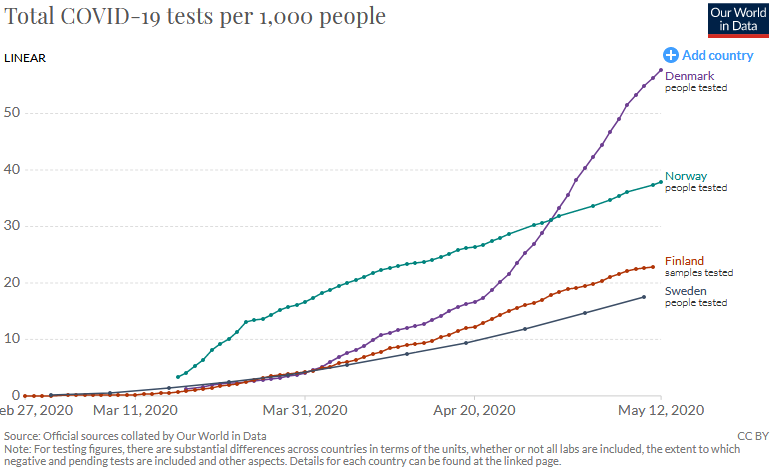 Total COVID-19 tests per 1,000 people
Our World
in Data
LINEAR
Add country
Denmark
people tested
50
40
Norway
people tested
30
Finland
samples tested
20
Sweden
people tested
10
0
eb 27, 2020 Mar 11, 2020 Mar 31, 2020 Apr 20, 2020 May 12, 2020
Source: Official sources collated by Our World in Data CC BY
Note: For testing figures, there are substantial differences across countries in terms of the units, whether or not all labs are included, the extent to which
negative and pending tests are included and other aspects. Details for each country can be found at the linked page.